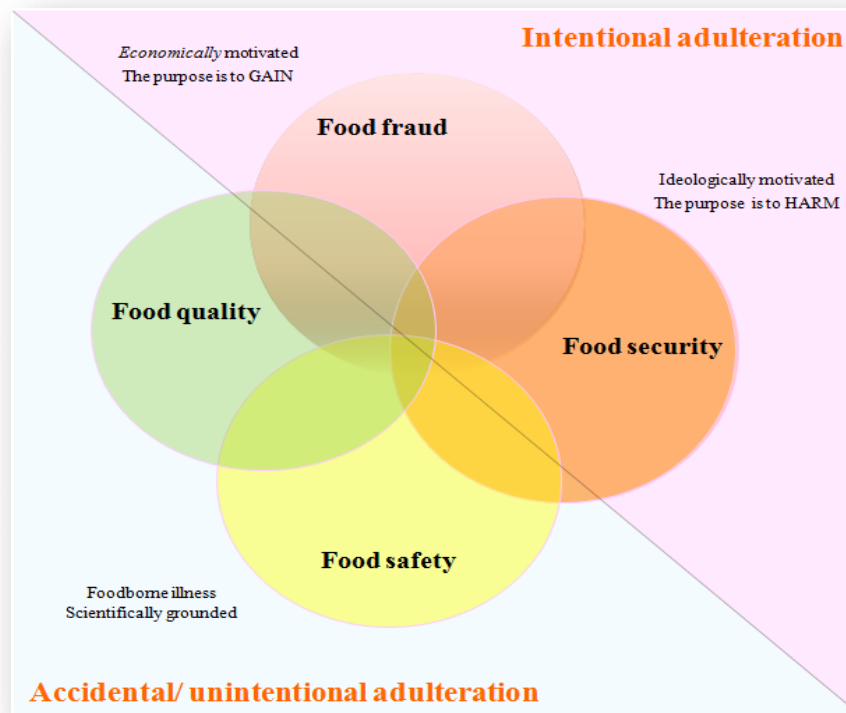 Intentional adulteration
Economically motivated
The purpose is to GAIN
Food fraud
Ideologically motivated
The purpose is to HARM
Food quality
Food security
Food safety
Foodborne illness
Scientifically grounded
Accidental/ unintentional adulteration